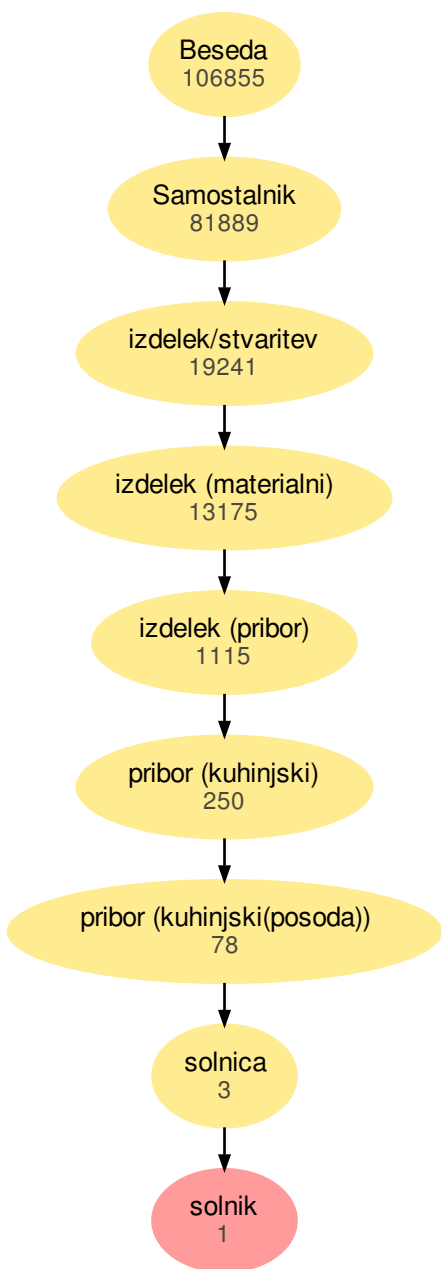 Beseda
106855
Samostalnik
81889
izdelek/stvaritev
19241
izdelek (materialni)
13175
izdelek (pribor)
1115
pribor (kuhinjski)
250
pribor (kuhinjski(posoda))
78
solnica
3
solnik
1